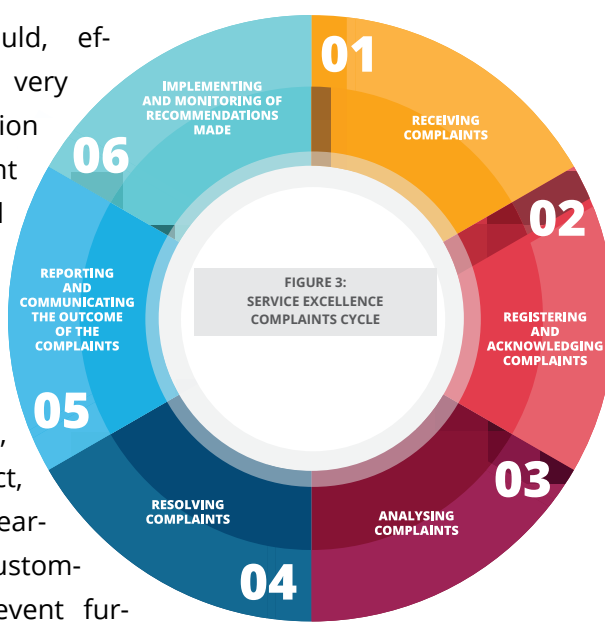 uld, ef-
very
tion
nt
,
ct,
ear-
ustom-
event fur-
FIGURE 3:
SERVICE EXCELLENCE
COMPLAINTS CYCLE
01
RECEIVING
COMPLAINTS
02
REGISTERING
AND
ACKNOWLEDGING
COMPLAINTS
03
ANALYSING
COMPLAINTS
04
RESOLVING
COMPLAINTS
05
REPORTING
AND
COMMUNICATING
THE OUTCOME
OF THE
COMPLAINTS
06
IMPLEMENTING
AND MONITORING OF
RECOMMENDATIONS
MADE